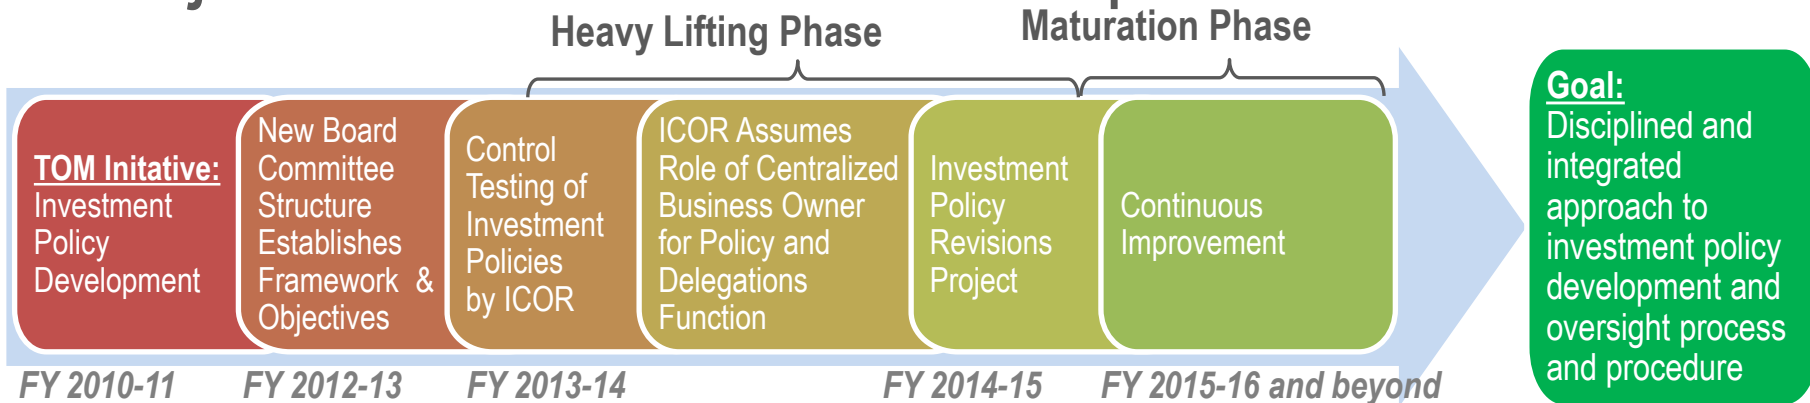 Heavy Lifting Phase
Maturation Phase
TOM Initative:
Investment
Policy
Development
New Board
Committee
Structure
Establishes
Framework &
Objectives
Control
Testing of
Investment
Policies
by ICOR
ICOR Assumes
Role of Centralized
Business Owner
for Policy and
Delegations
Function
Investment
Policy
Revisions
Project
Continuous
Improvement
Goal:
Disciplined and
integrated
approach to
investment policy
development and
oversight process
and procedure
FY 2010-11
FY 2012-13
FY 2013-14
FY 2014-15
FY 2015-16 and beyond